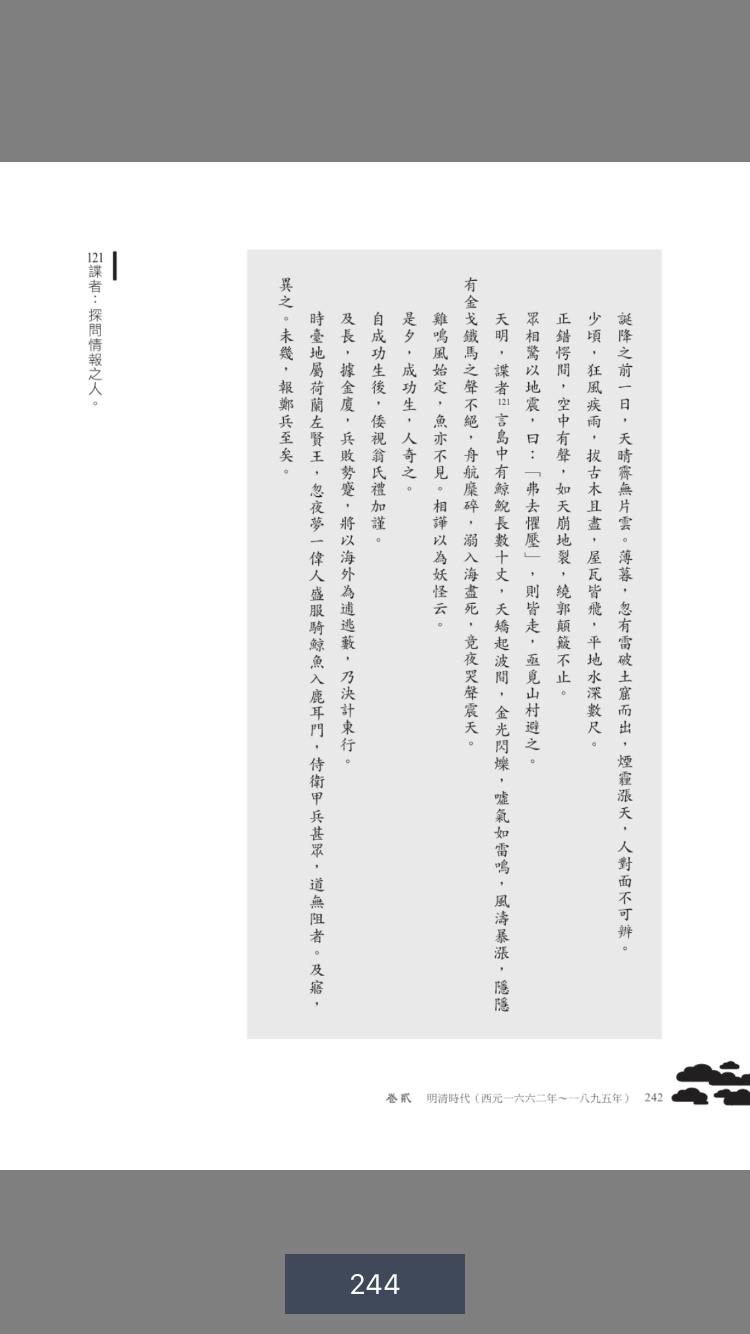 誕降之前一日，天晴霽無片雲。薄暮，忽有雷破土窟而出，煙霾漲天，人對面不可辨。
少頃，狂風疾雨，拔古木且盡，屋瓦皆飛，平地水深數尺。
正錯愕間，空中有聲，如天崩地裂，繞郭顛簸不止。
眾相驚以地震，曰：「弗去懼壓」，則皆走，亟覓山村避之。
天明，諜者121言島中有鯨鯢長數十丈，夭矯起波間，金光閃爍，噓氣如雷鳴，風濤暴漲，隱隱
有金戈鐵馬之聲不絕，舟航糜碎，溺入海盡死，竟夜哭聲震天。
雞鳴風始定，魚亦不見。相譁以為妖怪云。
是夕，成功生，人奇之。
自成功生後，倭視翁氏禮加謹。
及長，據金廈，兵敗勢蹙，將以海外為逋逃藪，乃決計東行。
時臺地屬荷蘭左賢王，忽夜夢一偉人盛服騎鯨魚入鹿耳門，侍衛甲兵甚眾，道無阻者。及寤，
異之。未幾，報鄭兵至矣。
121諜者：探問情報之人。
卷貳 明清時代（西元一六六二年～一八九五年） 242
244